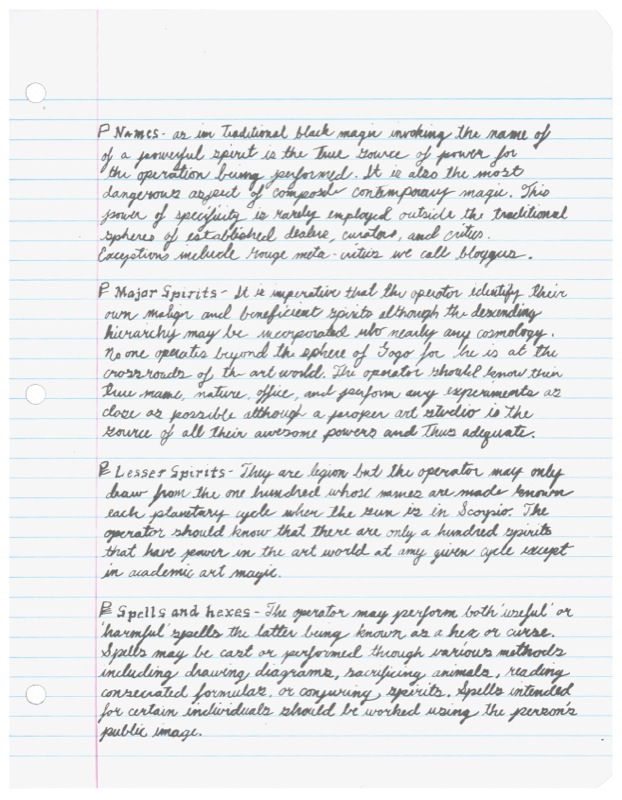 Names- as in Traditional black magic invoking the name of
of a powerful spirit is the True source of power for
the operation being performed. It is also the most
dangerous aspect of compose contemporary magic. This
power of specificity is rarely employed outside the traditional
spheres of established dealers, curators, and critics.
Exceptions include rouge meta-critics we call bloggers.
Major Spirits- It is imperative that the operator identify their
own malign and beneficient spirits although the descending
hierarchy may be incorporated into nearly any cosmology.
No one operates beyond the sphere of Gogo for he is at the
crossroads of the art world. The operator should know their
True name, nature, office, and perform any experiments as
close as possible although a proper art studio is the
source of all their awesome powers and Thus adequate.
Lesser Spirits- They are legion but the operator may only
draw from the one hundred whose names are made known
each planetary cycle when the sun is in Scorpio. The
operator should know that there are only a hundred spirits
that have power in the art world at any given cycle except
in academic art magic.
Spells and hexes- The operator may perform both 'useful' or
'harmful' spells the latter being known as a hex or curse.
Spells may be cast or performed through various methods
including drawing diagrams, sacrificing animals, reading
consecrated formulas, or conjuring spirits. Spells intended
for certain individuals should be worked using the person's
public image.